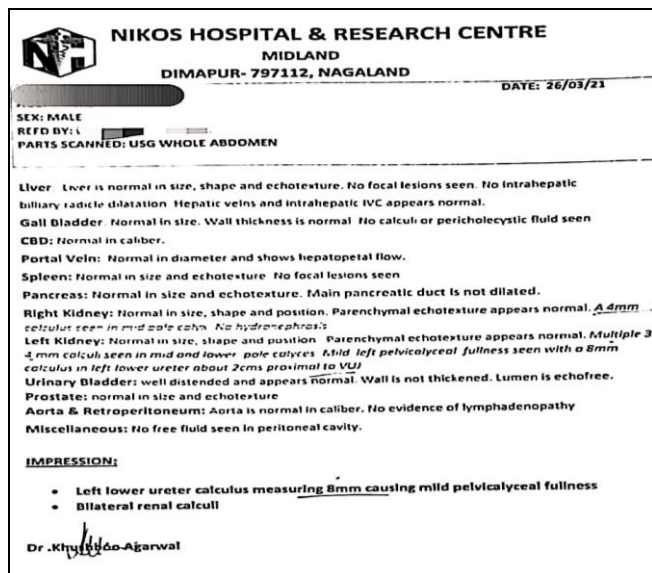 NH
NIKOS HOSPITAL & RESEARCH CENTRE
MIDLAND
DIMAPUR- 797112, NAGALAND
DATE: 26/03/21
SEX: MALE
REFD BY:
PARTS SCANNED: USG WHOLE ABDOMEN
Liver. Liver is normal in size, shape and echotexture. No focal lesions seen. No intrahepatic
billiary radicle dilatation Hepatic veins and intrahepatic IVC appears normal.
Gall Bladder. Normal in size. Wall thickness is normal No calculi or pericholecystic fluid seen
CBD: Normal in caliber.
Portal Vein: Normal in diameter and shows hepatopetal flow.
Spleen: Normal in size and echotexture No focal lesions seen
Pancreas: Normal in size and echotexture. Main pancreatic duct is not dilated.
Right Kidney: Normal in size, shape and position. Parenchymal echotexture appears normal. A 4mm
calculus seen in mid pole calyx. No hydronephrosis
Left Kidney: Normal in size, shape and position Parenchymal echotexture appears normal. Multiple 3
4 mm calculi seen in mid and lower pole calyces Mild left pelvicalyceal fullness seen with a 8mm
calculus in left lower ureter about 2cms proximal to VUJ
Urinary Bladder: well distended and appears normal. Wall is not thickened. Lumen is echofree.
Prostate: normal in size and echotexture
Aorta & Retroperitoneum: Aorta is normal in caliber. No evidence of lymphadenopathy
Miscellaneous: No free fluid seen in peritoneal cavity.
IMPRESSION:
• Left lower ureter calculus measuring 8mm causing mild pelvicalyceal fullness
• Bilateral renal calculi
Dr .Khushboo Agarwal